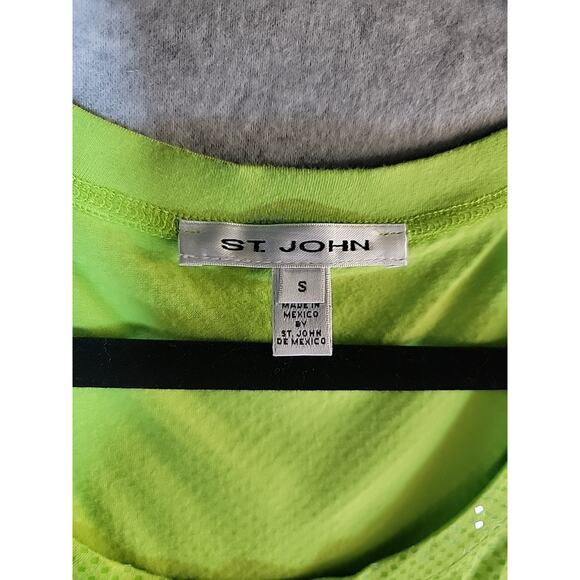 ST. JOHN
S
MADE IN
MEXICO
BY
ST. JOHN
DE MEXICO